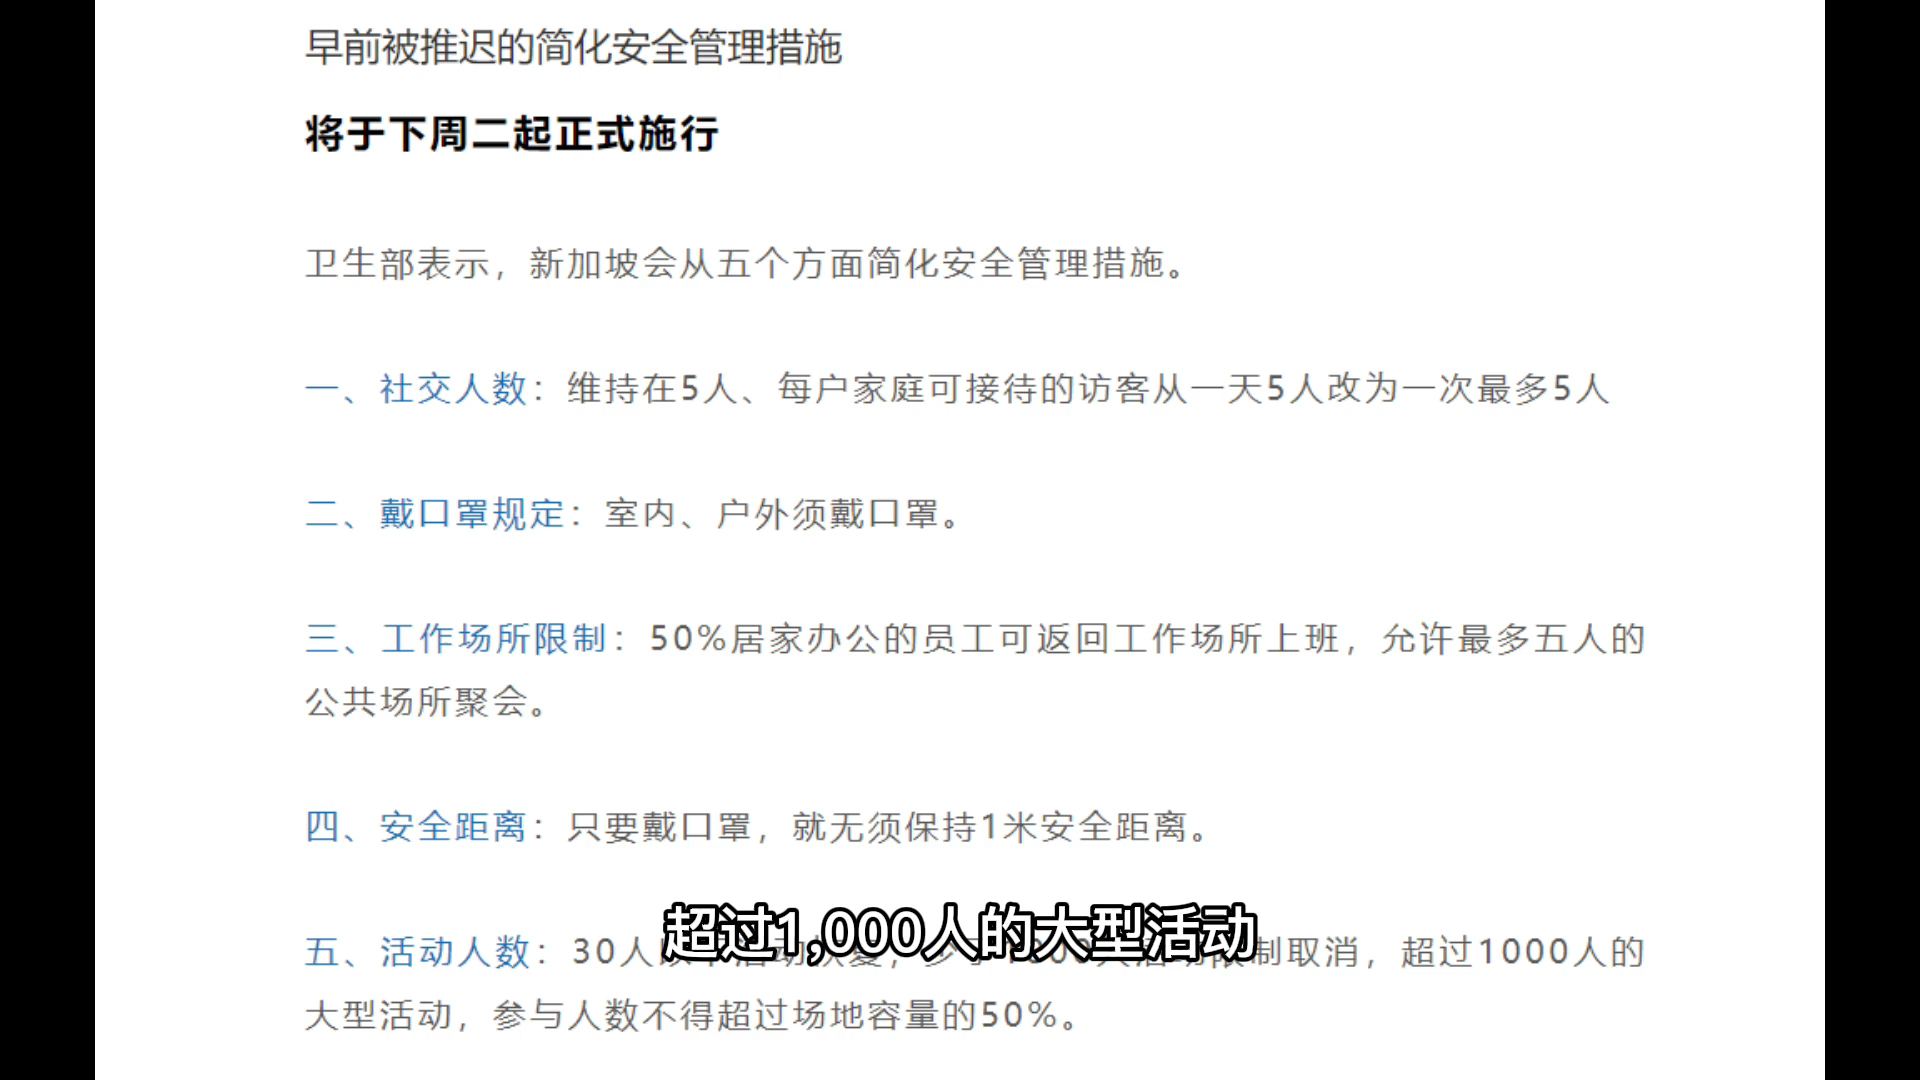 早前被推迟的简化安全管理措施
将于下周二起正式施行
卫生部表示，新加坡会从五个方面简化安全管理措施。
一、社交人数：维持在5人、每户家庭可接待的访客从一天5人改为一次最多5人
二、戴口罩规定：室内、户外须戴口罩。
三、工作场所限制：50%居家办公的员工可返回工作场所上班，允许最多五人的
公共场所聚会。
四、安全距离：只要戴口罩，就无须保持1米安全距离。
超过1,000人的大型活动
五、活动人数：30人以 制取消，超过1000人的
大型活动，参与人数不得超过场地容量的50%。